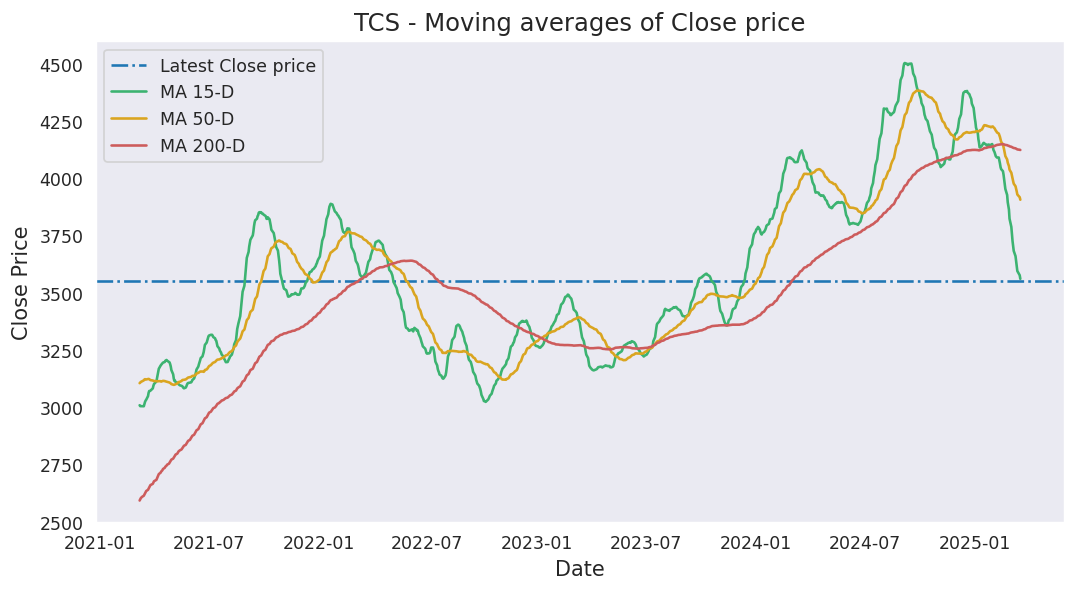 TCS - Moving averages of Close price
Latest Close price
MA 15-D
MA 50-D
MA 200-D
Close Price
4500
4250
4000
3750
3500
3250
3000
2750
2500
2021-01 2021-07 2022-01 2022-07 2023-01 2023-07 2024-01 2024-07 2025-01
Date